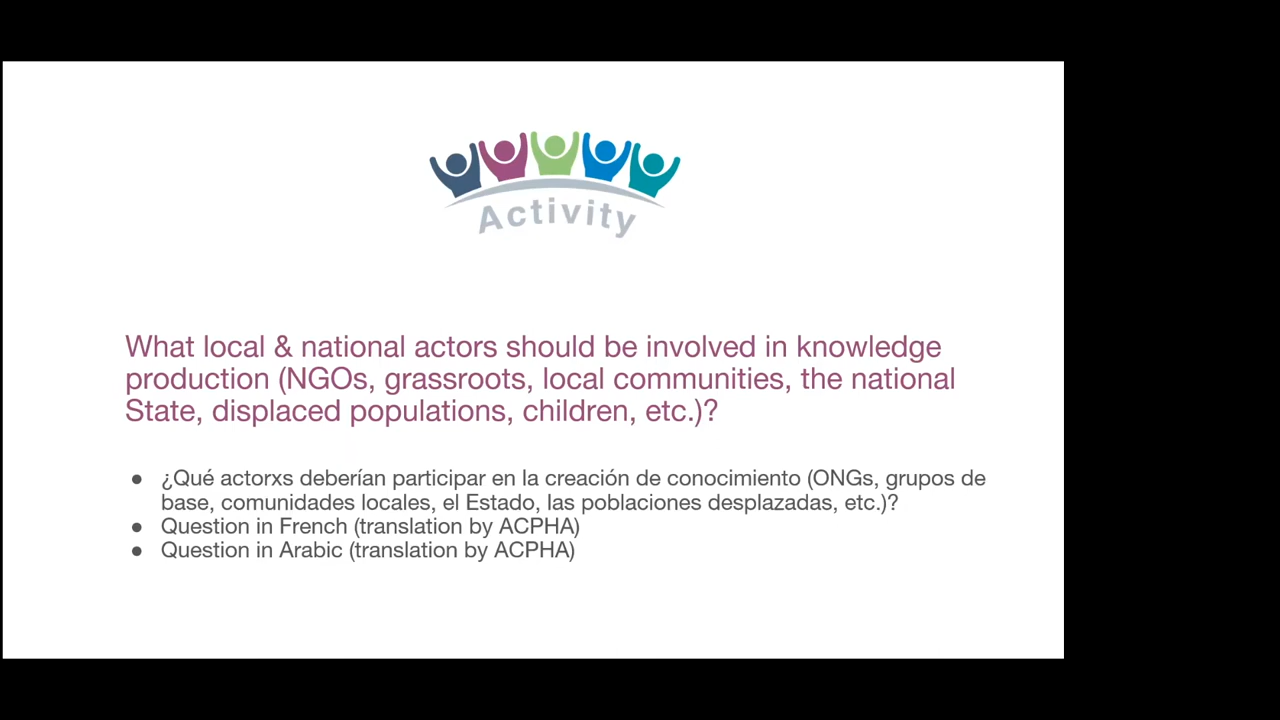 Activity
What local & national actors should be involved in knowledge
production (NGOs, grassroots, local communities, the national
State, displaced populations, children, etc.)?
● ¿Qué actorxs deberían participar en la creación de conocimiento (ONGs, grupos de
base, comunidades locales, el Estado, las poblaciones desplazadas, etc.)?
● Question in French (translation by ACPHA)
● Question in Arabic (translation by ACPHA)